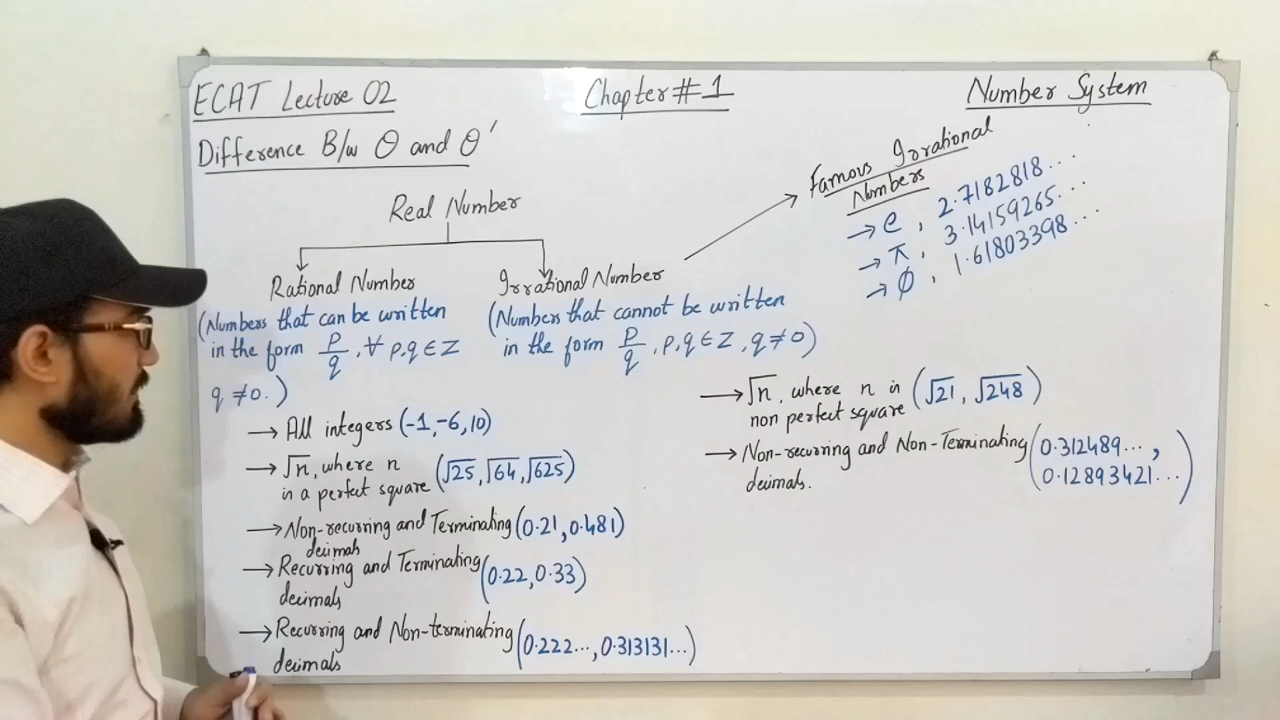 ECAT Lecture 02
Chapter #1
Number System
Difference B/w Q and Q'
Real Number
Rational Number
(Numbers that can be written
in the form p/q, ∀ p,q ∈ Z
q ≠ 0.)
→ All integers (-1,-6,10)
→ √n, where n
is a perfect square (√25, √64, √625)
→ Non-recurring and Terminating (0.21, 0.481)
decimals
→ Recurring and Terminating (0.22, 0.33)
decimals
→ Recurring and Non-terminating (0.222..., 0.313131...)
decimals
Irrational Number
(Numbers that cannot be written
in the form p/q, p,q ∈ Z, q ≠ 0)
Famous Irrational
Numbers
→ e, 2.7182818...
→ π, 3.14159265...
→ φ, 1.61803398...
→ √n, where n is (√21, √248)
non perfect square
→ Non-recurring and Non-Terminating (0.312489...,
decimals. 0.12893421...)